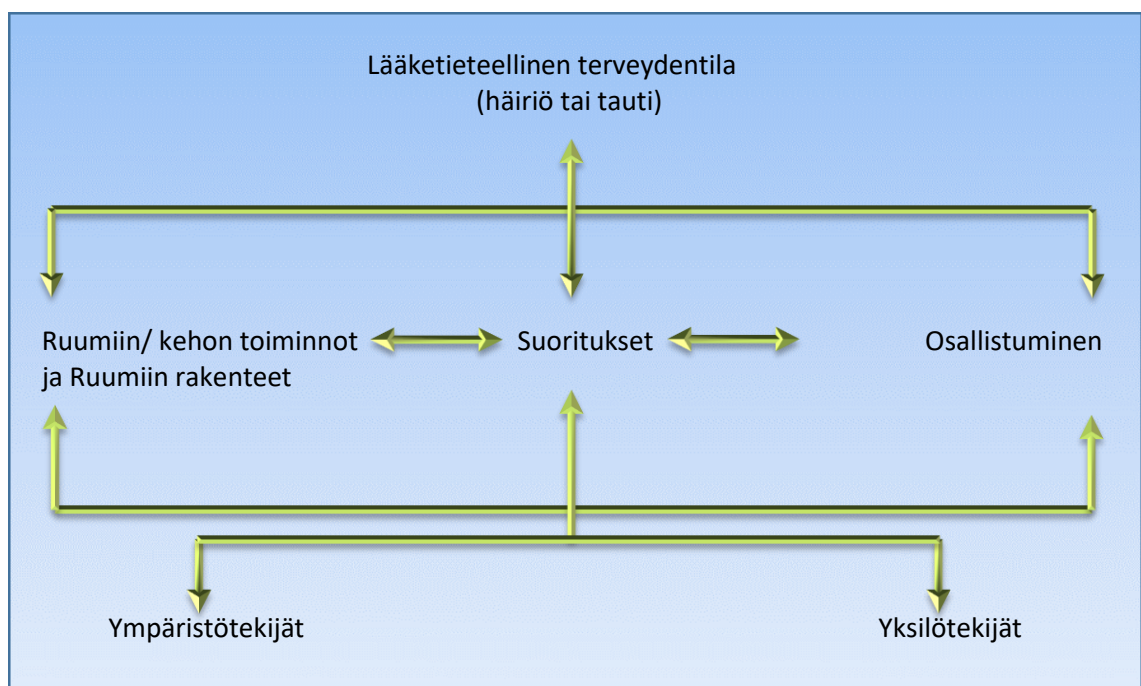 Lääketieteellinen terveydentila
(häiriö tai tauti)
Ruumiin/ kehon toiminnot
ja Ruumiin rakenteet
Suoritukset
Osallistuminen
Ympäristötekijät
Yksilötekijät